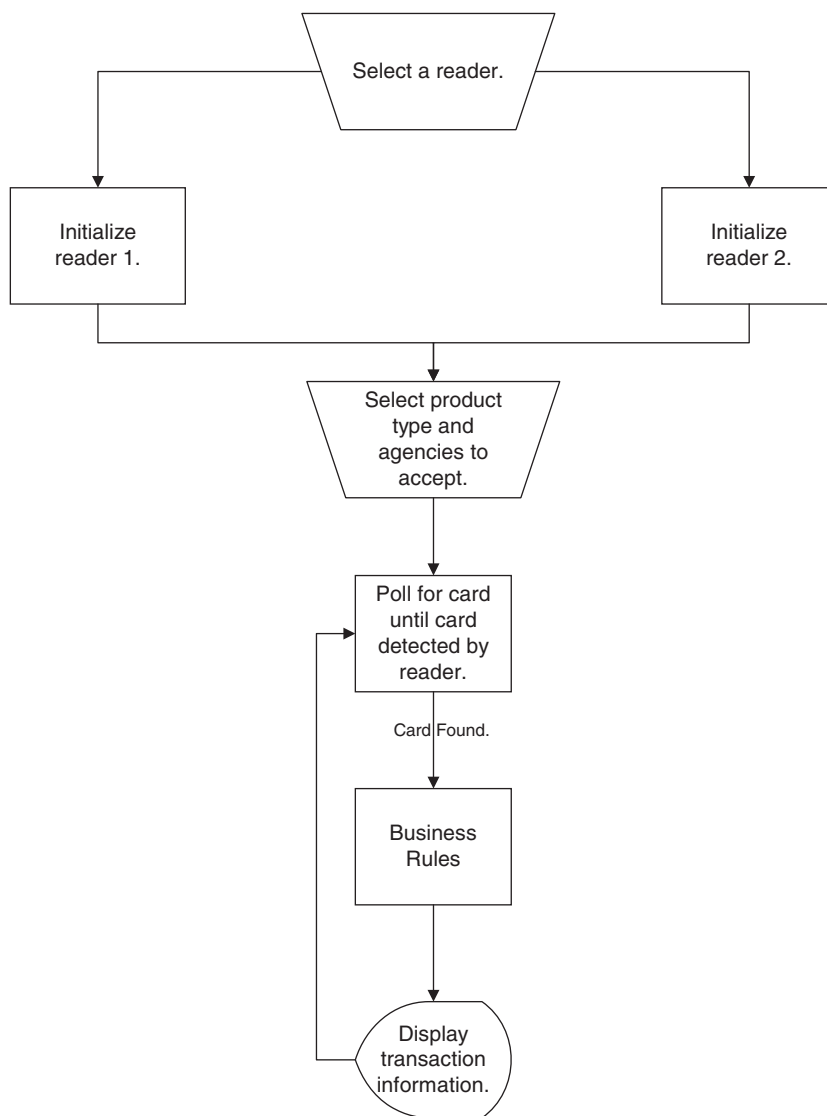 Select a reader.
Initialize
reader 1.
Initialize
reader 2.
Select product
type and
agencies to
accept.
Poll for card
until card
detected by
reader.
Card Found.
Business
Rules
Display
transaction
information.